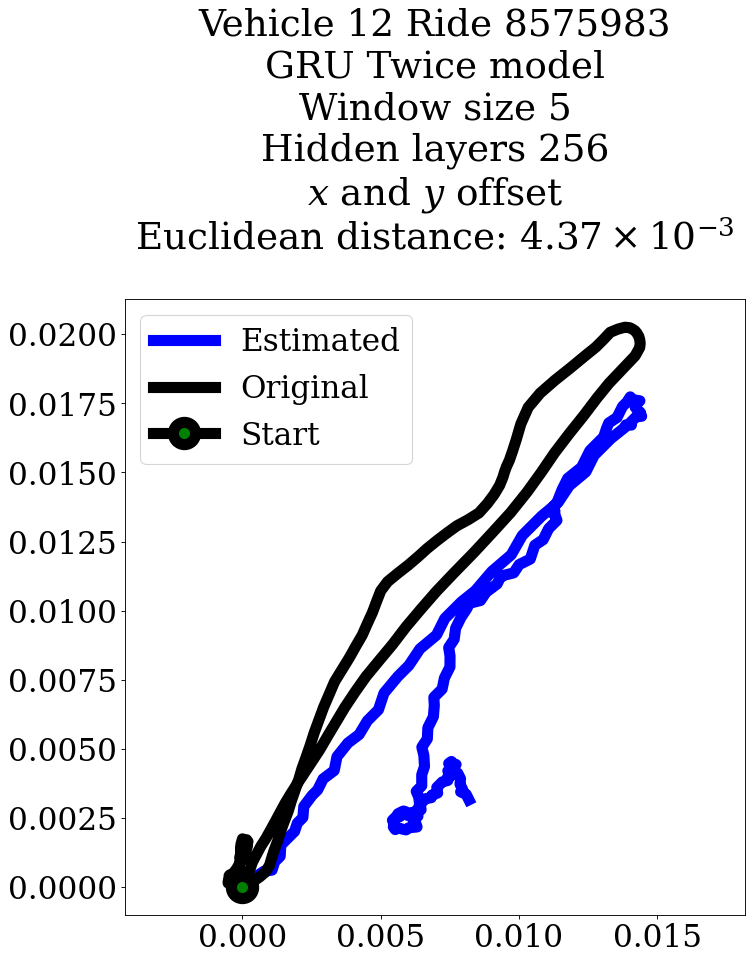 Vehicle 12 Ride 8575983
GRU Twice model
Window size 5
Hidden layers 256
x and y offset
Euclidean distance: 4.37 × 10⁻³
Estimated
Original
Start
0.0200
0.0175
0.0150
0.0125
0.0100
0.0075
0.0050
0.0025
0.0000
0.000 0.005 0.010 0.015